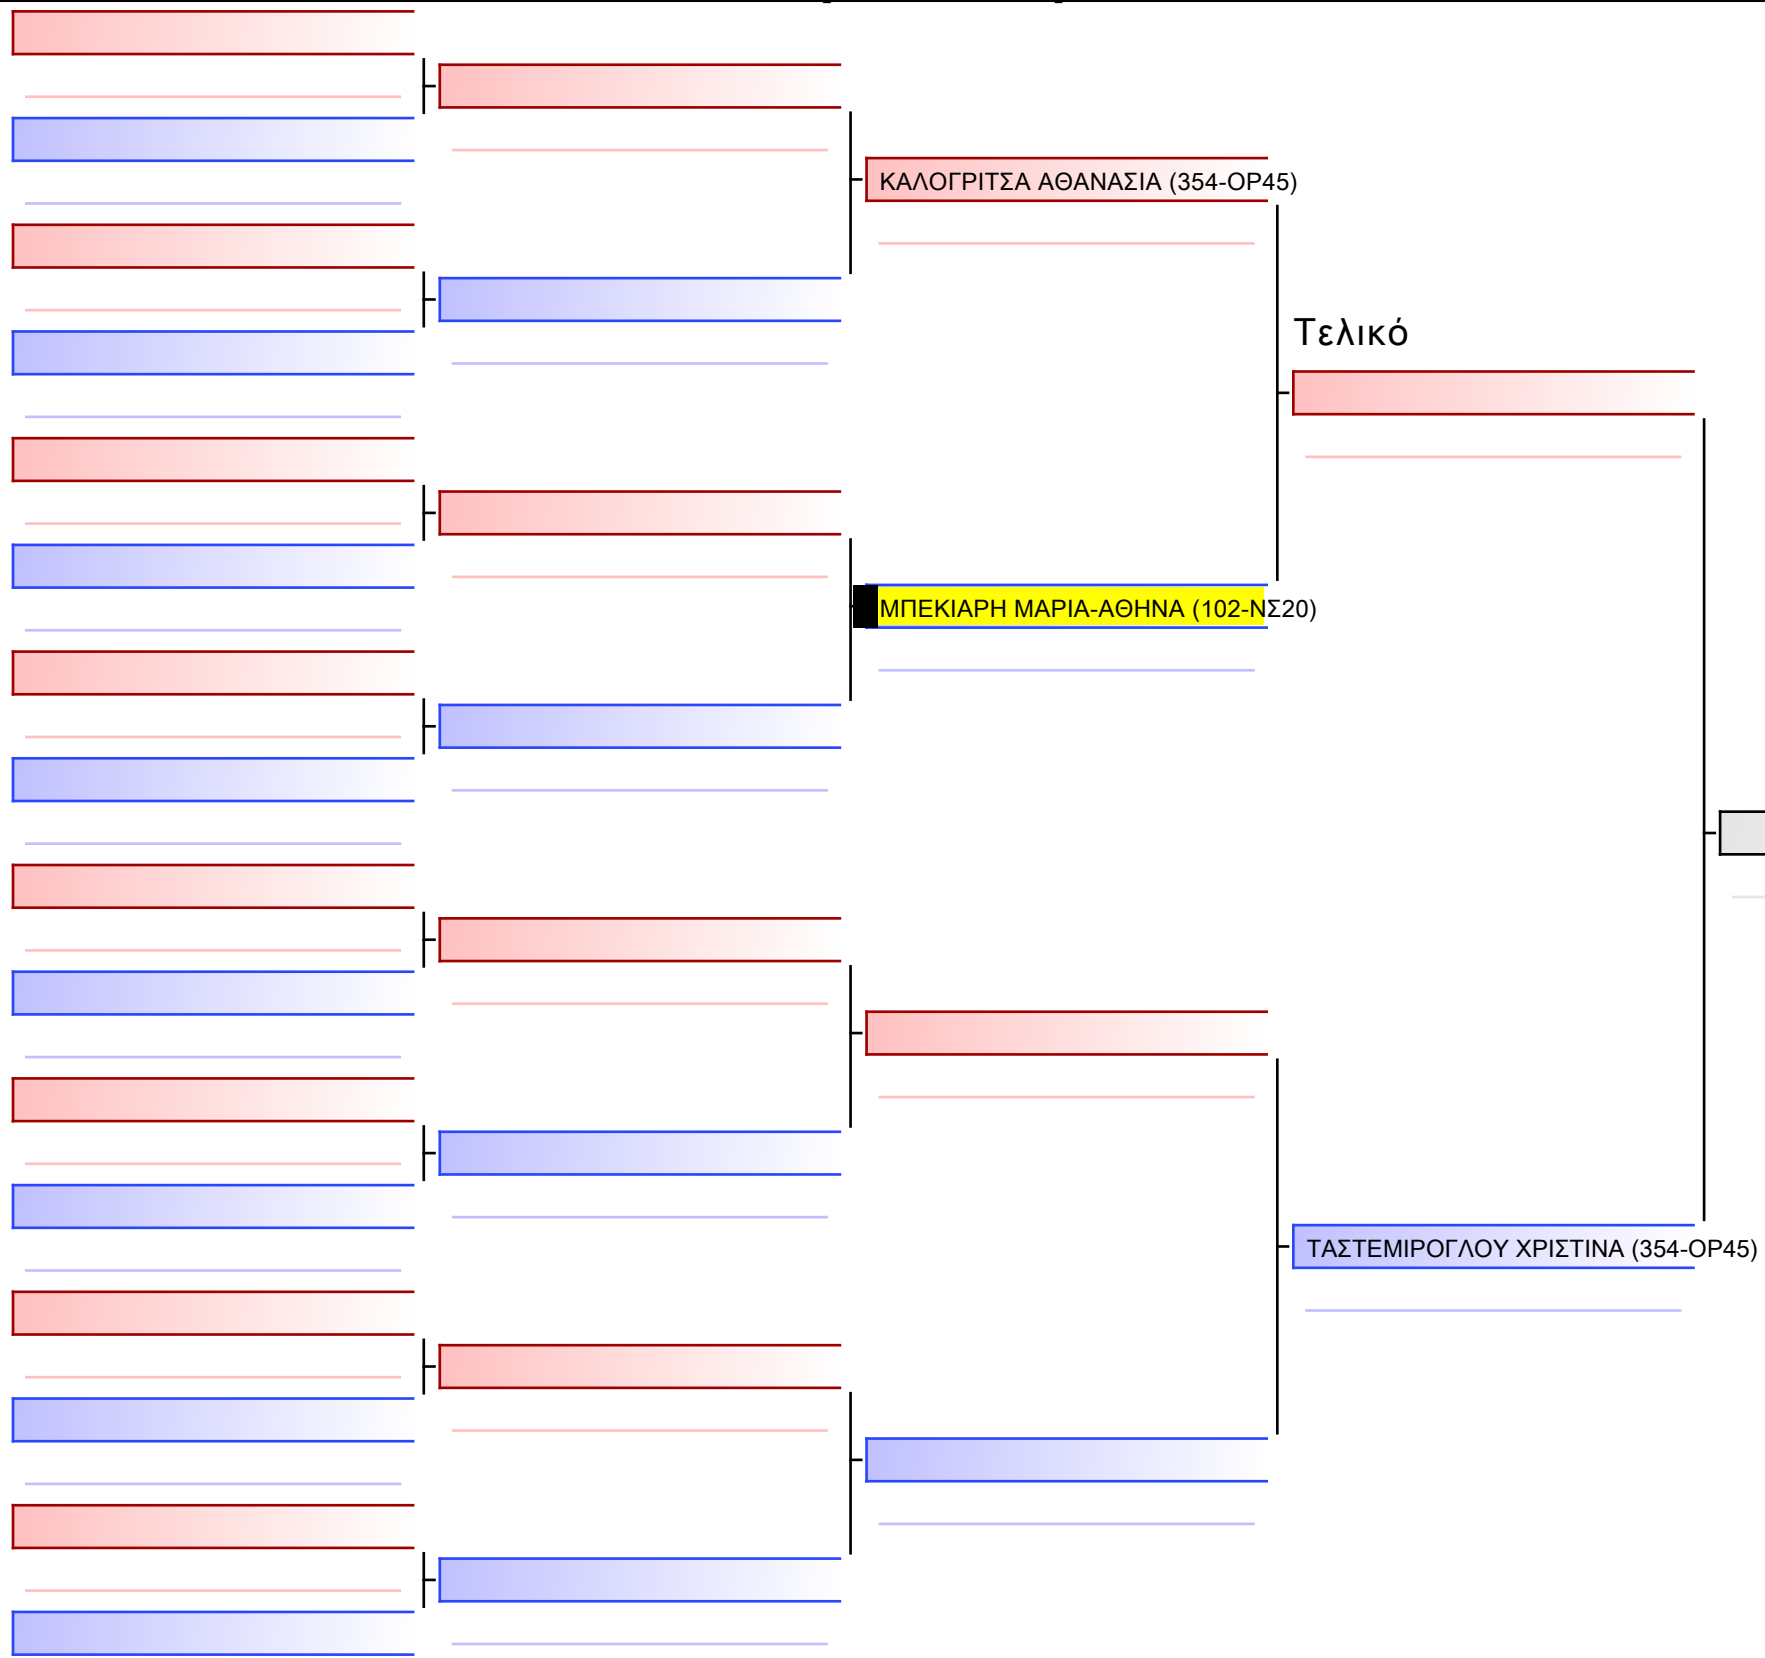 ΚΑΛΟΓΡΙΤΣΑ ΑΘΑΝΑΣΙΑ (354-ΟΡ45)
Τελικό
ΜΠΕΚΙΑΡΗ ΜΑΡΙΑ-ΑΘΗΝΑ (102-ΝΣ20)
ΤΑΣΤΕΜΙΡΟΓΛΟΥ ΧΡΙΣΤΙΝΑ (354-ΟΡ45)